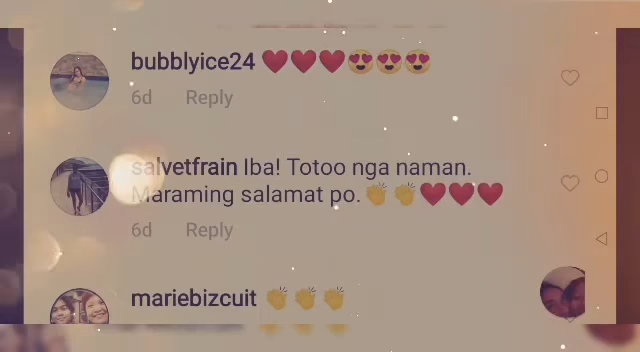 bubblyice24 ❤️❤️❤️😍😍😍
6d Reply
salvetfrain Iba! Totoo nga naman.
Maraming salamat po.👏👏❤️❤️❤️
6d Reply
mariebizcuit 👏👏👏